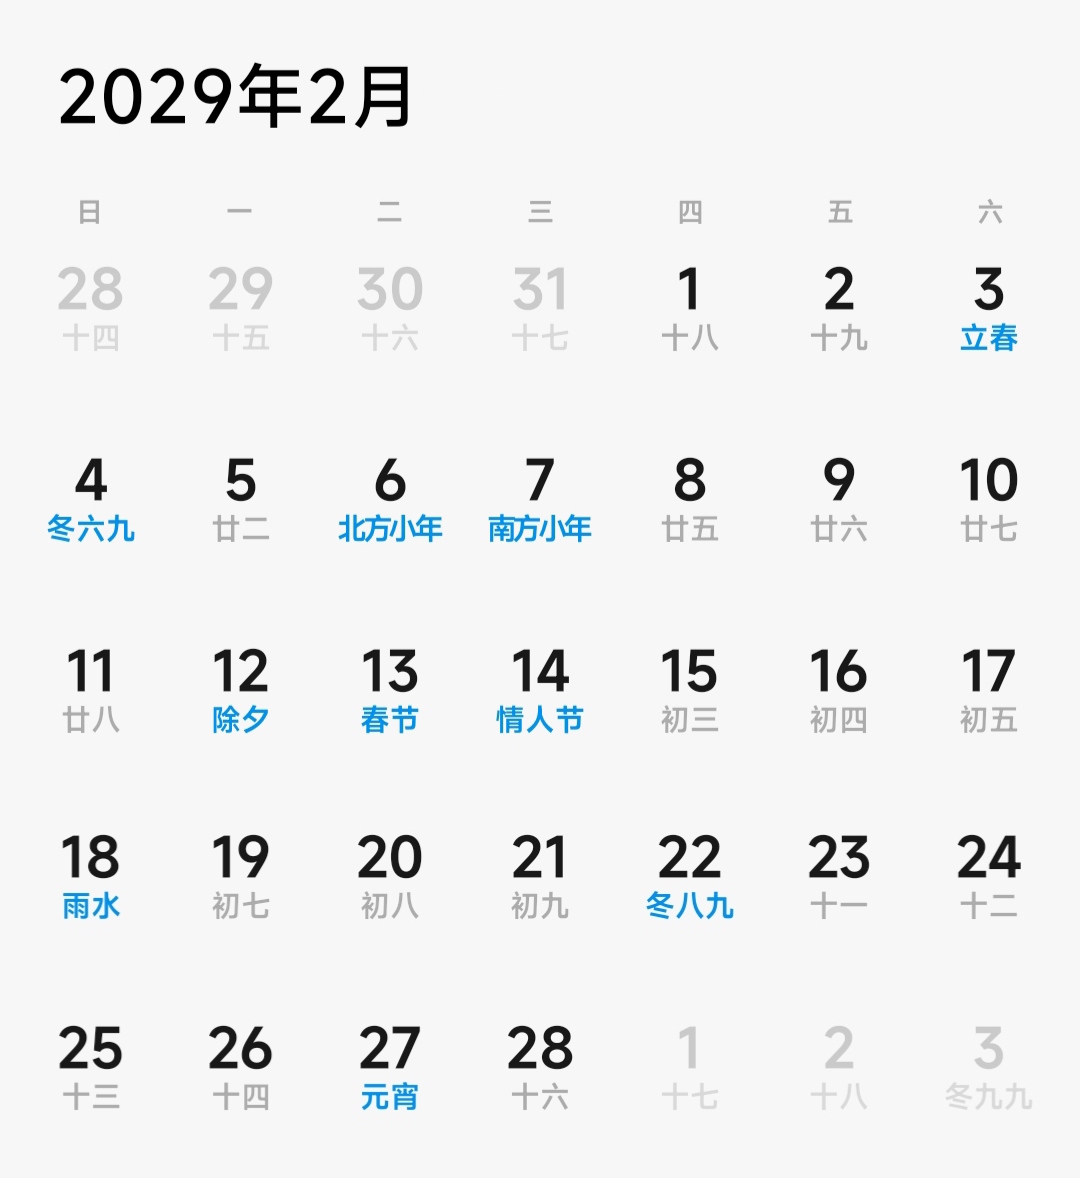 2029年2月
日 一 二 三 四 五 六
28 29 30 31 1 2 3
十四 十五 十六 十七 十八 十九 立春
4 5 6 7 8 9 10
冬六九 廿二 北方小年 南方小年 廿五 廿六 廿七
11 12 13 14 15 16 17
廿八 除夕 春节 情人节 初三 初四 初五
18 19 20 21 22 23 24
雨水 初七 初八 初九 冬八九 十一 十二
25 26 27 28 1 2 3
十三 十四 元宵 十六 十七 十八 冬九九